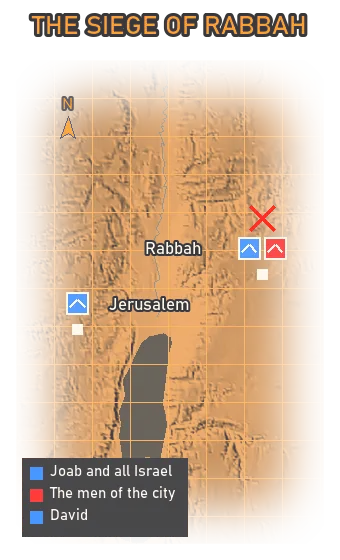 THE SIEGE OF RABBAH
N
Rabbah
Jerusalem
Joab and all Israel
The men of the city
David